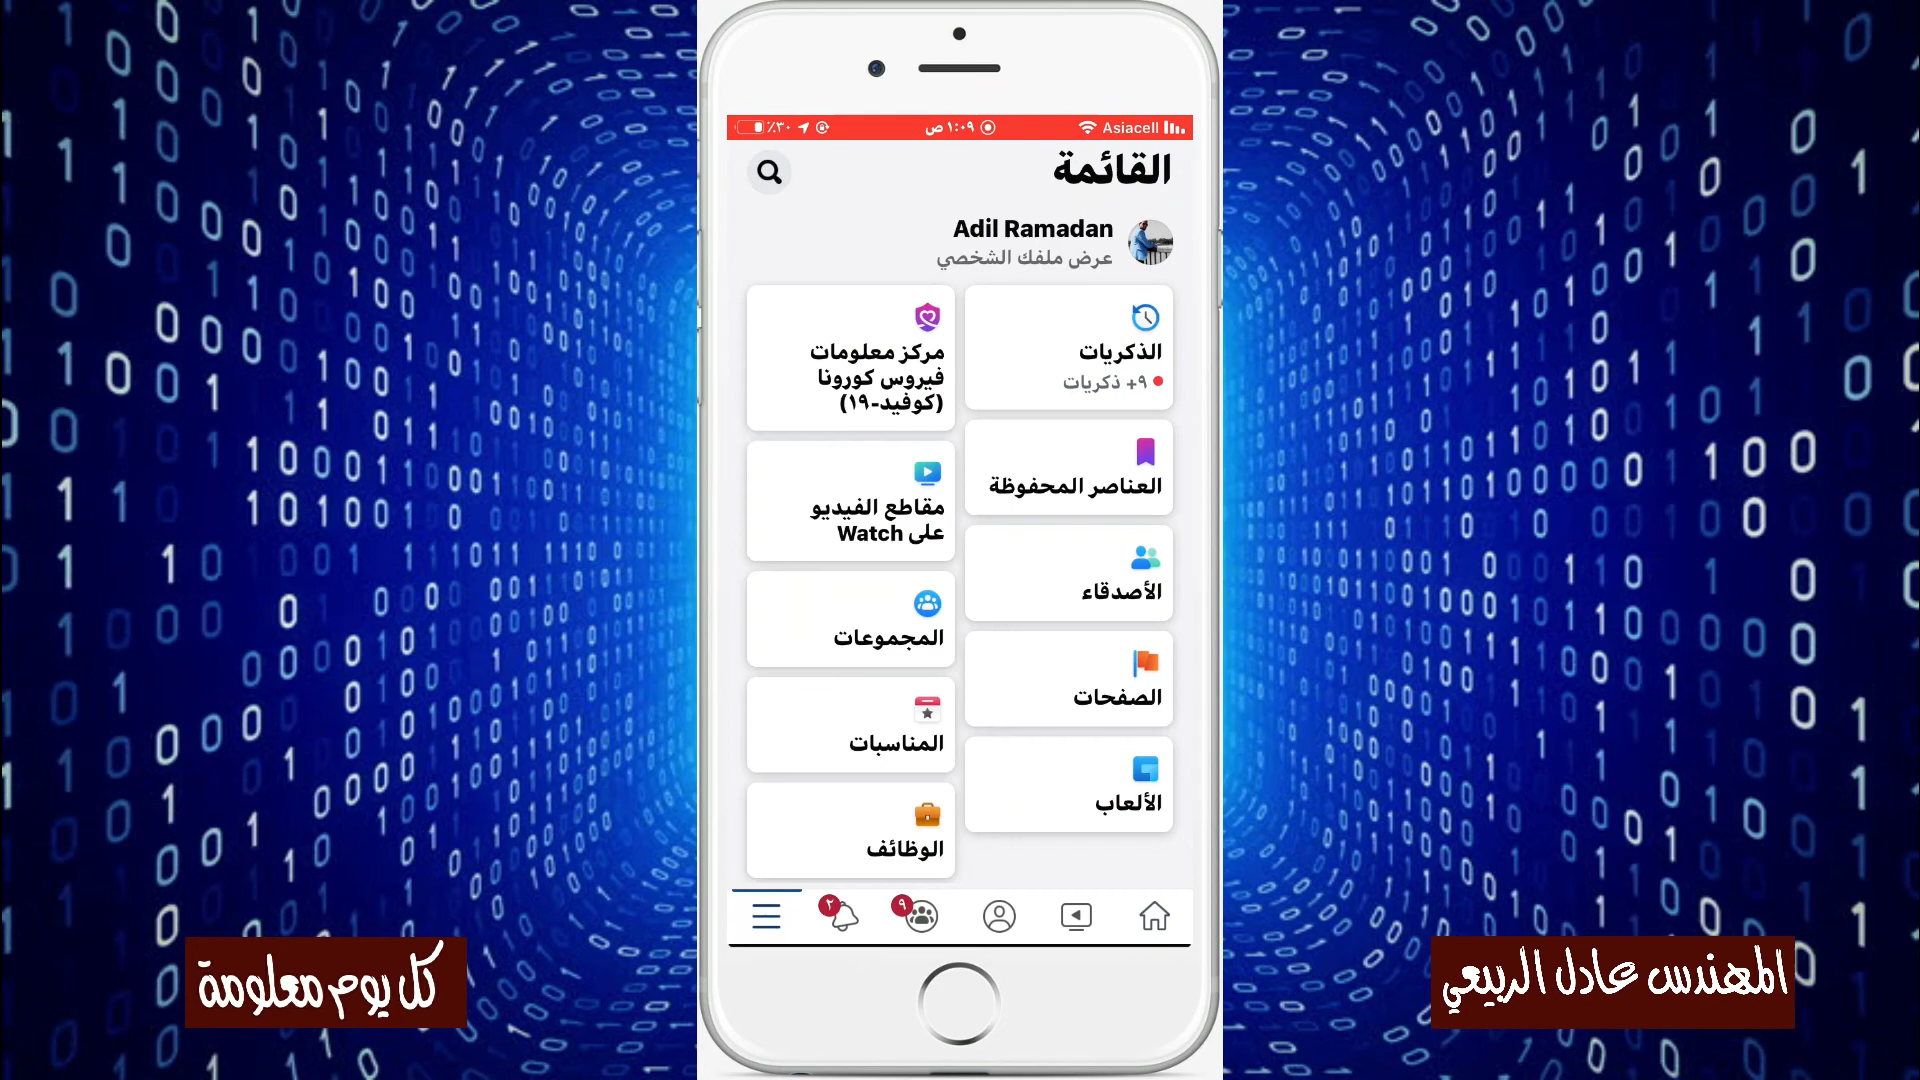 Asiacell
١:٠٩ ص
٪٣٠
القائمة
Adil Ramadan
عرض ملفك الشخصي
الذكريات
٩+ ذكريات
العناصر المحفوظة
الأصدقاء
الصفحات
الألعاب
مركز معلومات
فيروس كورونا
(كوفيد-١٩)
مقاطع الفيديو
على Watch
المجموعات
المناسبات
الوظائف
٩
٢
المهندس عادل الربيعي
كل يوم معلومة